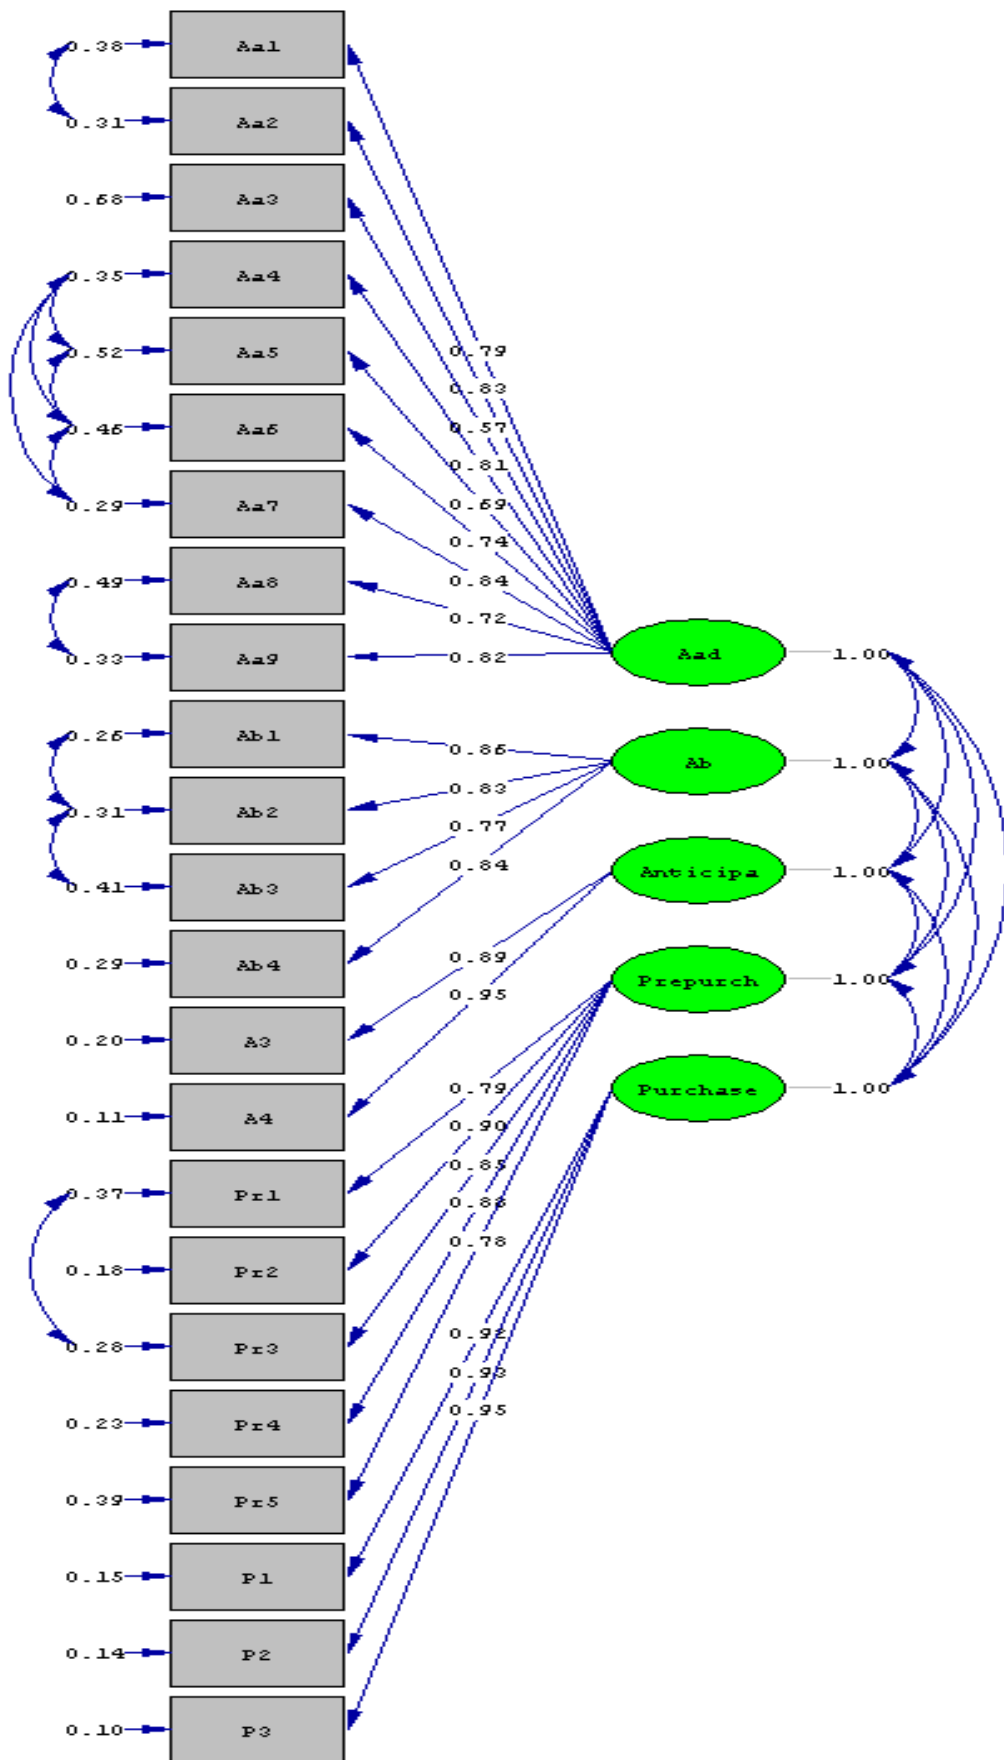 0.38 Aa1
0.31 Aa2
0.68 Aa3
0.35 Aa4
0.52 Aa5 0.79
0.83
0.46 Aa6 0.57
0.81
0.29 Aa7 0.69
0.74
0.49 Aa8 0.84
0.72
0.33 Aa9 0.82 Aad 1.00
0.26 Ab1 0.86
Ab 1.00
0.31 Ab2 0.83
0.77
0.41 Ab3 0.84 Anticipa 1.00
0.29 Ab4 0.89
Prepurch 1.00
0.95
0.20 A3
0.79 Purchase 1.00
0.11 A4 0.90
0.85
0.37 Pr1 0.88
0.78
0.18 Pr2
0.92
0.28 Pr3
0.93
0.95
0.23 Pr4
0.39 Pr5
0.15 P1
0.14 P2
0.10 P3